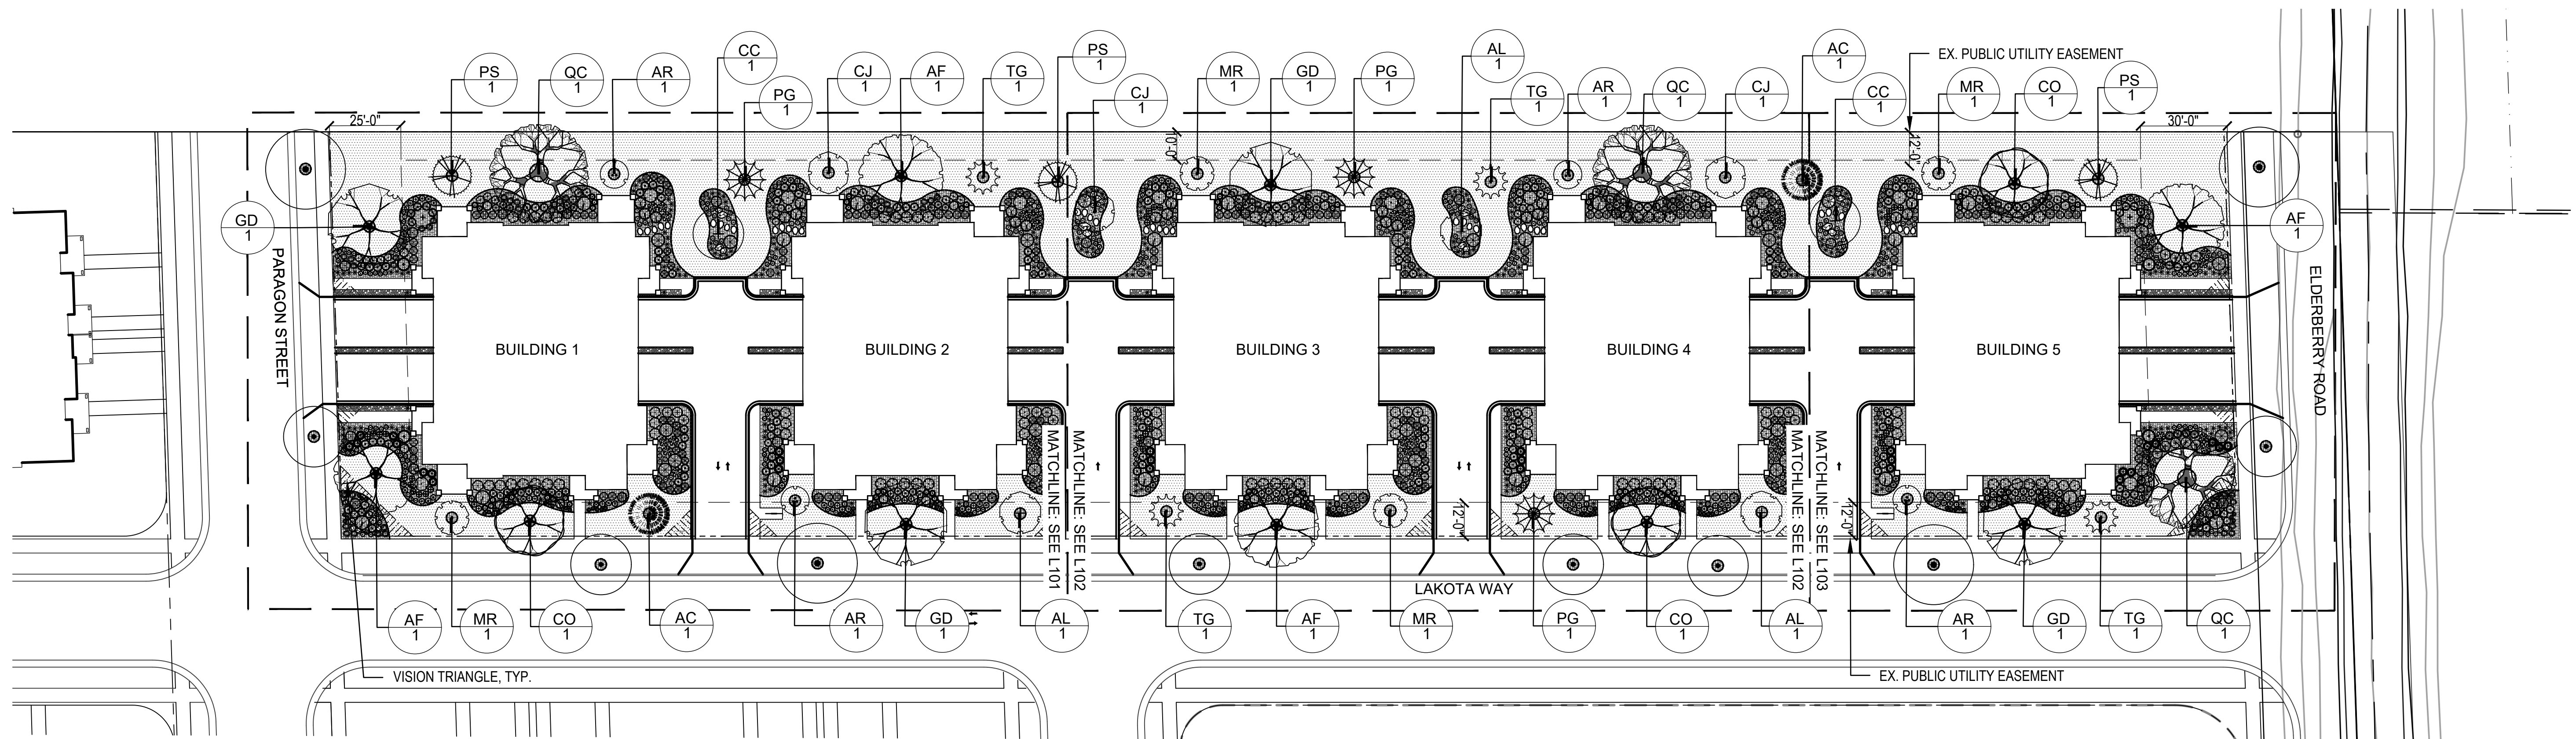 PS
1
QC
1
AR
1
CC
1
PG
1
CJ
1
AF
1
TG
1
PS
1
CJ
1
MR
1
GD
1
PG
1
AL
1
TG
1
AR
1
QC
1
CJ
1
AC
1
CC
1
EX. PUBLIC UTILITY EASEMENT
MR
1
CO
1
PS
1
25'-0"
10'-0"
12'-0"
30'-0"
GD
1
AF
1
PARAGON STREET
ELDERBERRY ROAD
BUILDING 1
BUILDING 2
BUILDING 3
BUILDING 4
BUILDING 5
MATCHLINE: SEE L101
MATCHLINE: SEE L102
MATCHLINE: SEE L102
MATCHLINE: SEE L103
12'-0"
12'-0"
LAKOTA WAY
AF
1
MR
1
CO
1
AC
1
AR
1
GD
1
AL
1
TG
1
AF
1
MR
1
PG
1
CO
1
AL
1
AR
1
GD
1
TG
1
QC
1
VISION TRIANGLE, TYP.
EX. PUBLIC UTILITY EASEMENT